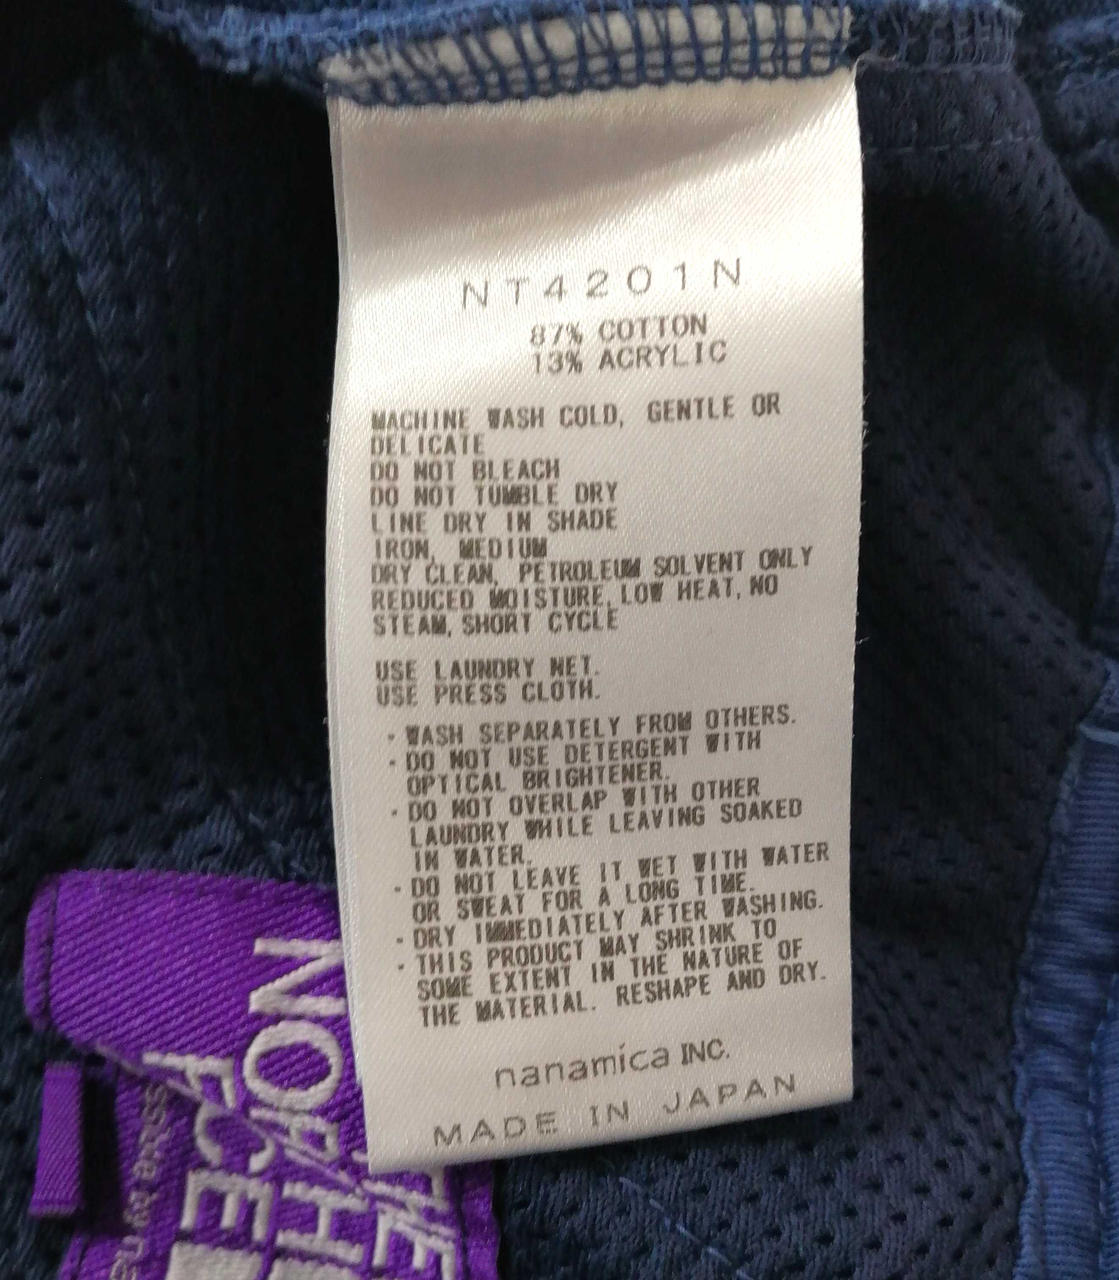 NT4201N
87% COTTON
13% ACRYLIC
MACHINE WASH COLD, GENTLE OR
DELICATE
DO NOT BLEACH
DO NOT TUMBLE DRY
LINE DRY IN SHADE
IRON, MEDIUM
DRY CLEAN, PETROLEUM SOLVENT ONLY
REDUCED MOISTURE, LOW HEAT, NO
STEAM, SHORT CYCLE
USE LAUNDRY NET.
USE PRESS CLOTH.
・WASH SEPARATELY FROM OTHERS.
・DO NOT USE DETERGENT WITH
OPTICAL BRIGHTENER.
・DO NOT OVERLAP WITH OTHER
LAUNDRY WHILE LEAVING SOAKED
IN WATER.
・DO NOT LEAVE IT WET WITH WATER
OR SWEAT FOR A LONG TIME.
・DRY IMMEDIATELY AFTER WASHING.
・THIS PRODUCT MAY SHRINK TO
SOME EXTENT IN THE NATURE OF
THE MATERIAL. RESHAPE AND DRY.
nanamica INC.
MADE IN JAPAN
THE
NORTH